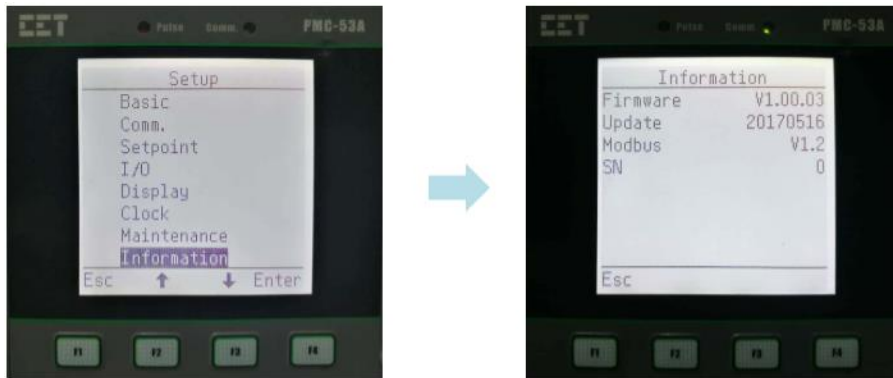 CET Pulse Comm. PMC-53A
Setup
Basic
Comm.
Setpoint
I/O
Display
Clock
Maintenance
Information
Esc ↑ ↓ Enter
F1 F2 F3 F4
CET Pulse Comm. PMC-53A
Information
Firmware V1.00.03
Update 20170516
Modbus V1.2
SN 0
Esc
F1 F2 F3 F4